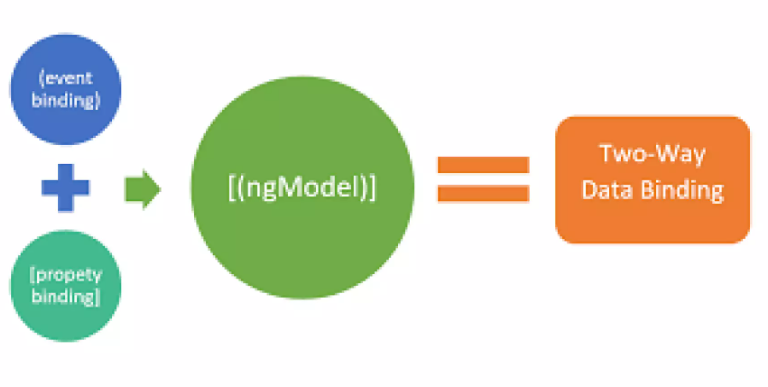 (event
binding)
[propety
binding]
[(ngModel)]
Two-Way
Data Binding